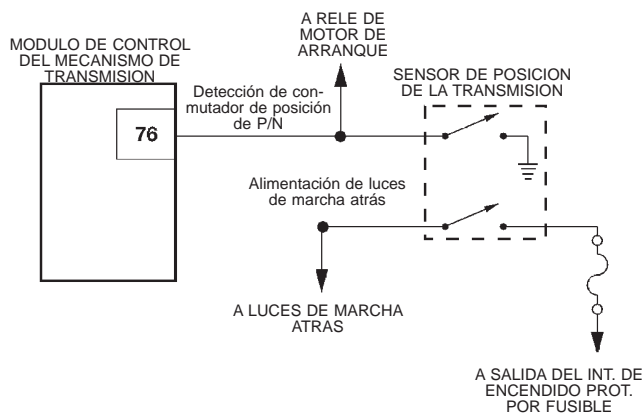 MODULO DE CONTROL
DEL MECANISMO DE
TRANSMISION
76
Detección de con-
mutador de posición
de P/N
A RELE DE
MOTOR DE
ARRANQUE
SENSOR DE POSICION
DE LA TRANSMISION
Alimentación de luces
de marcha atrás
A LUCES DE MARCHA
ATRAS
A SALIDA DEL INT. DE
ENCENDIDO PROT.
POR FUSIBLE